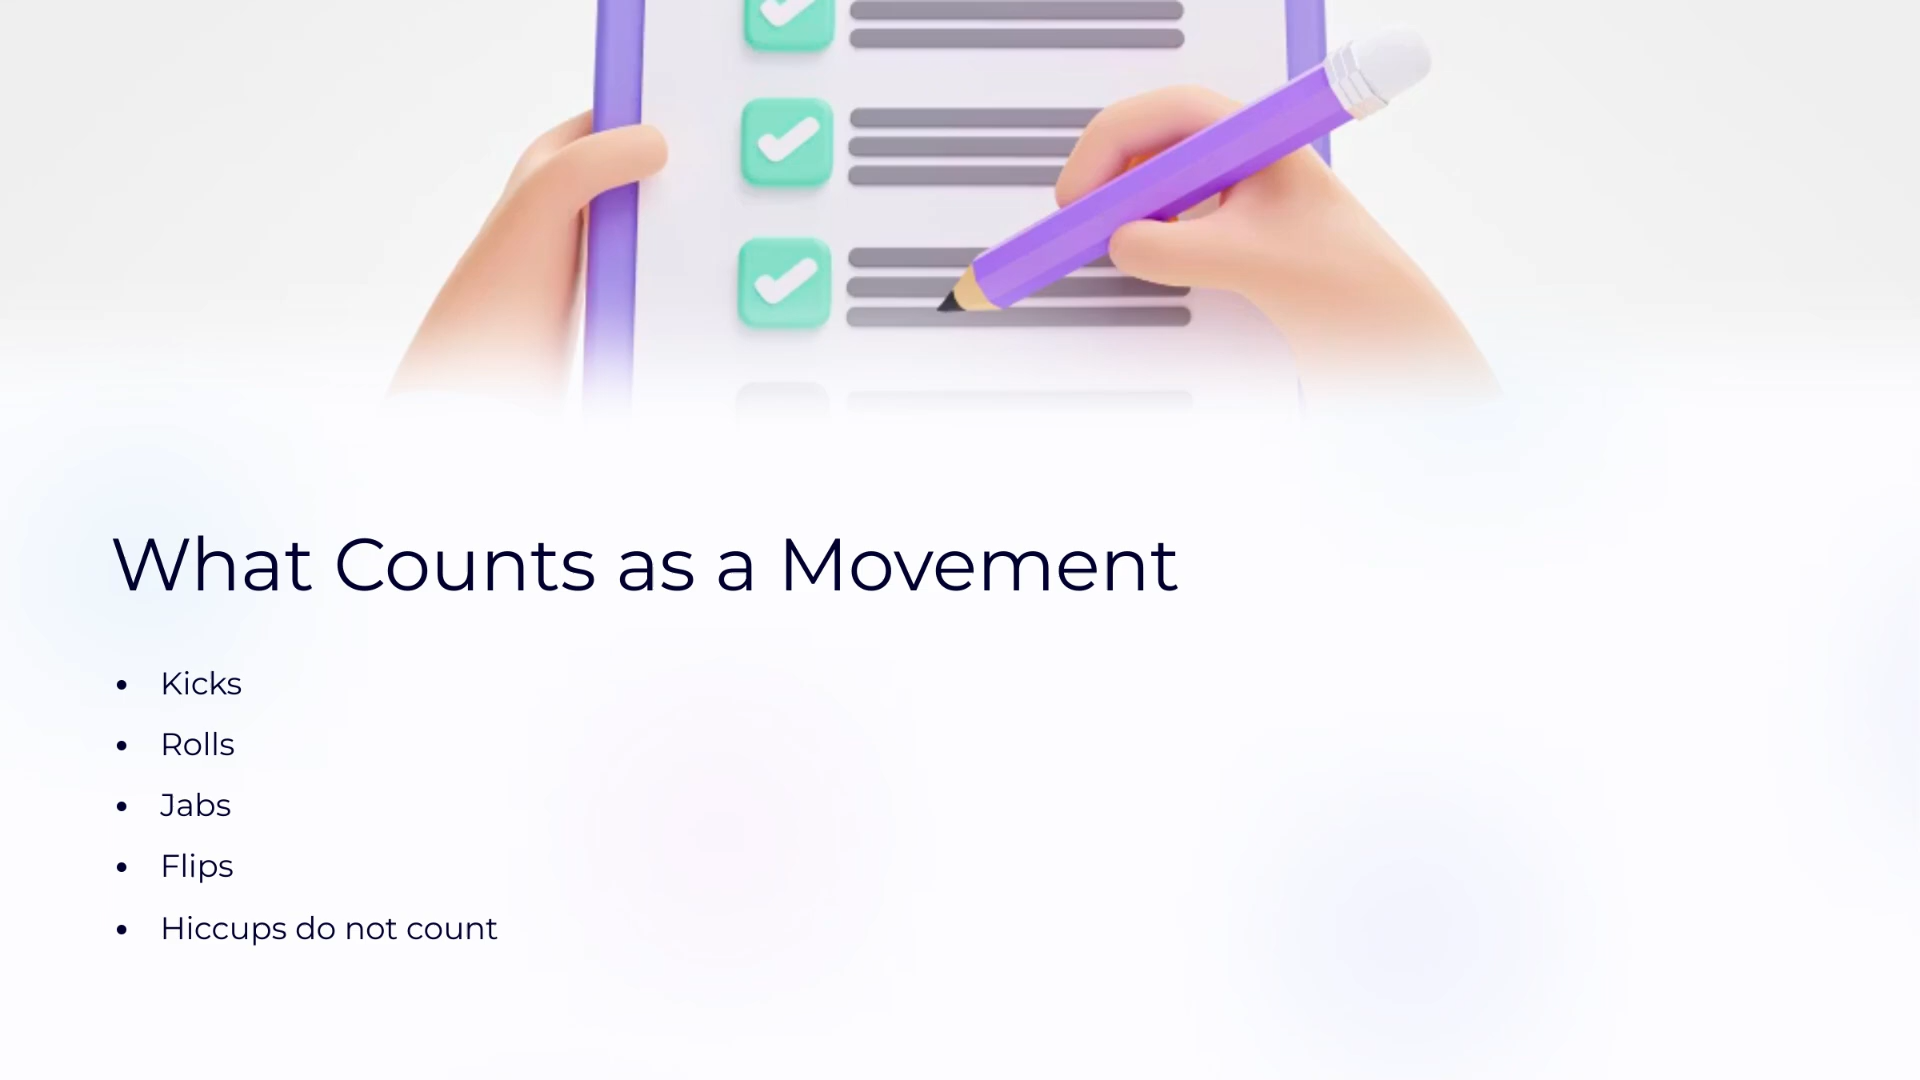 What Counts as a Movement
• Kicks
• Rolls
• Jabs
• Flips
• Hiccups do not count